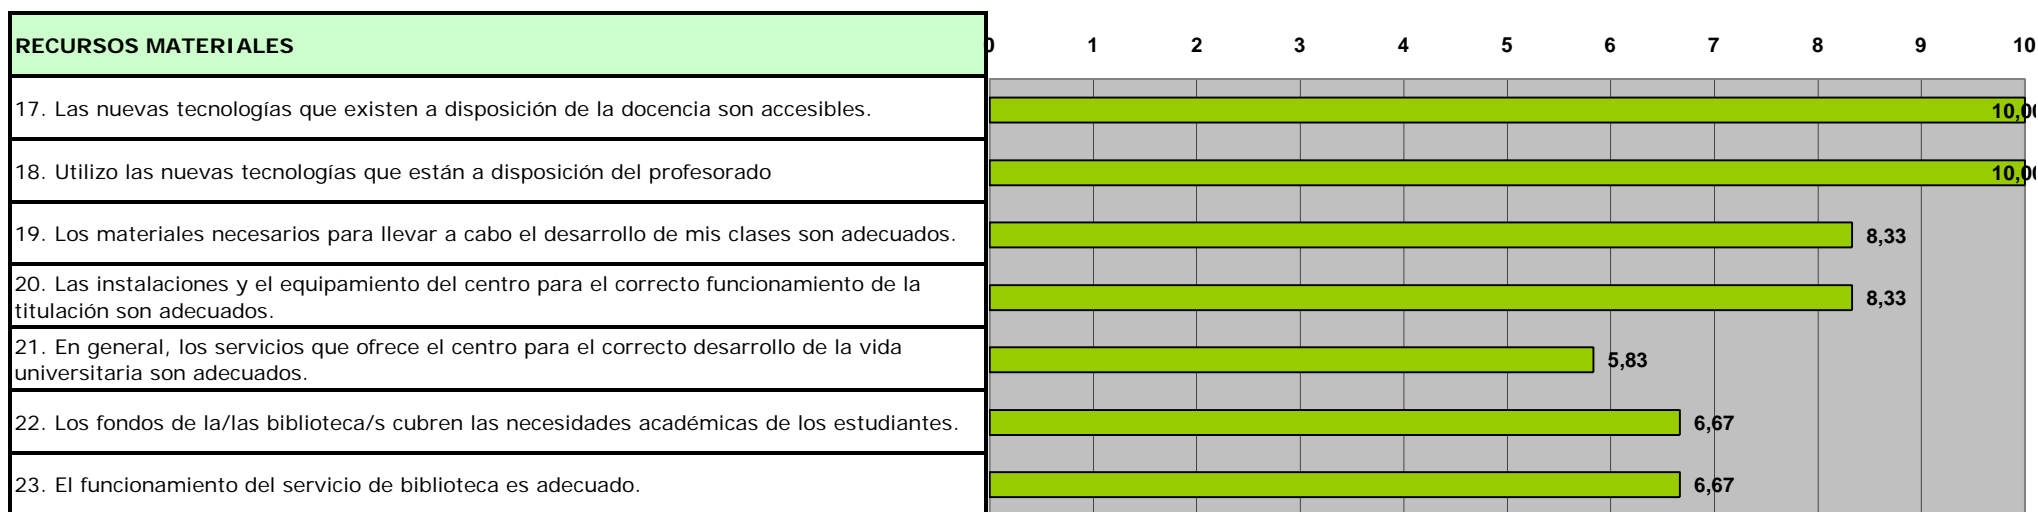 RECURSOS MATERIALES
0 1 2 3 4 5 6 7 8 9 10
17. Las nuevas tecnologías que existen a disposición de la docencia son accesibles.
10,00
18. Utilizo las nuevas tecnologías que están a disposición del profesorado
10,00
19. Los materiales necesarios para llevar a cabo el desarrollo de mis clases son adecuados.
8,33
20. Las instalaciones y el equipamiento del centro para el correcto funcionamiento de la
titulación son adecuados.
8,33
21. En general, los servicios que ofrece el centro para el correcto desarrollo de la vida
universitaria son adecuados.
5,83
22. Los fondos de la/las biblioteca/s cubren las necesidades académicas de los estudiantes.
6,67
23. El funcionamiento del servicio de biblioteca es adecuado.
6,67